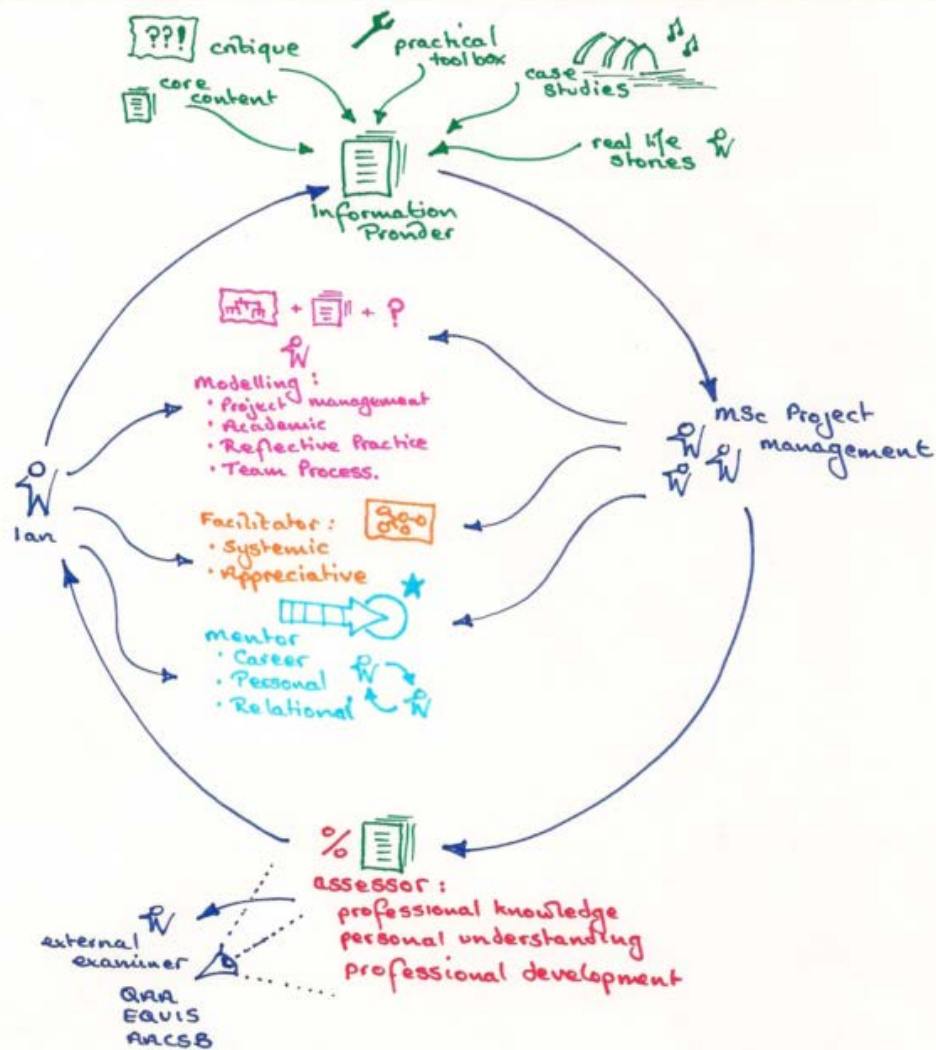 ??!
critique
practical
toolbox
case
studies
core
content
real life
stories
Information
Provider
+ + ?
Modelling :
• Project management
• Academic
• Reflective Practice
• Team Process.
MSc Project
management
Ian
Facilitator :
• Systemic
• Appreciative
mentor
• Career
• Personal
• Relational
%
assessor :
professional knowledge
personal understanding
professional development
external
examiner
QAA
EQUIS
AACSB